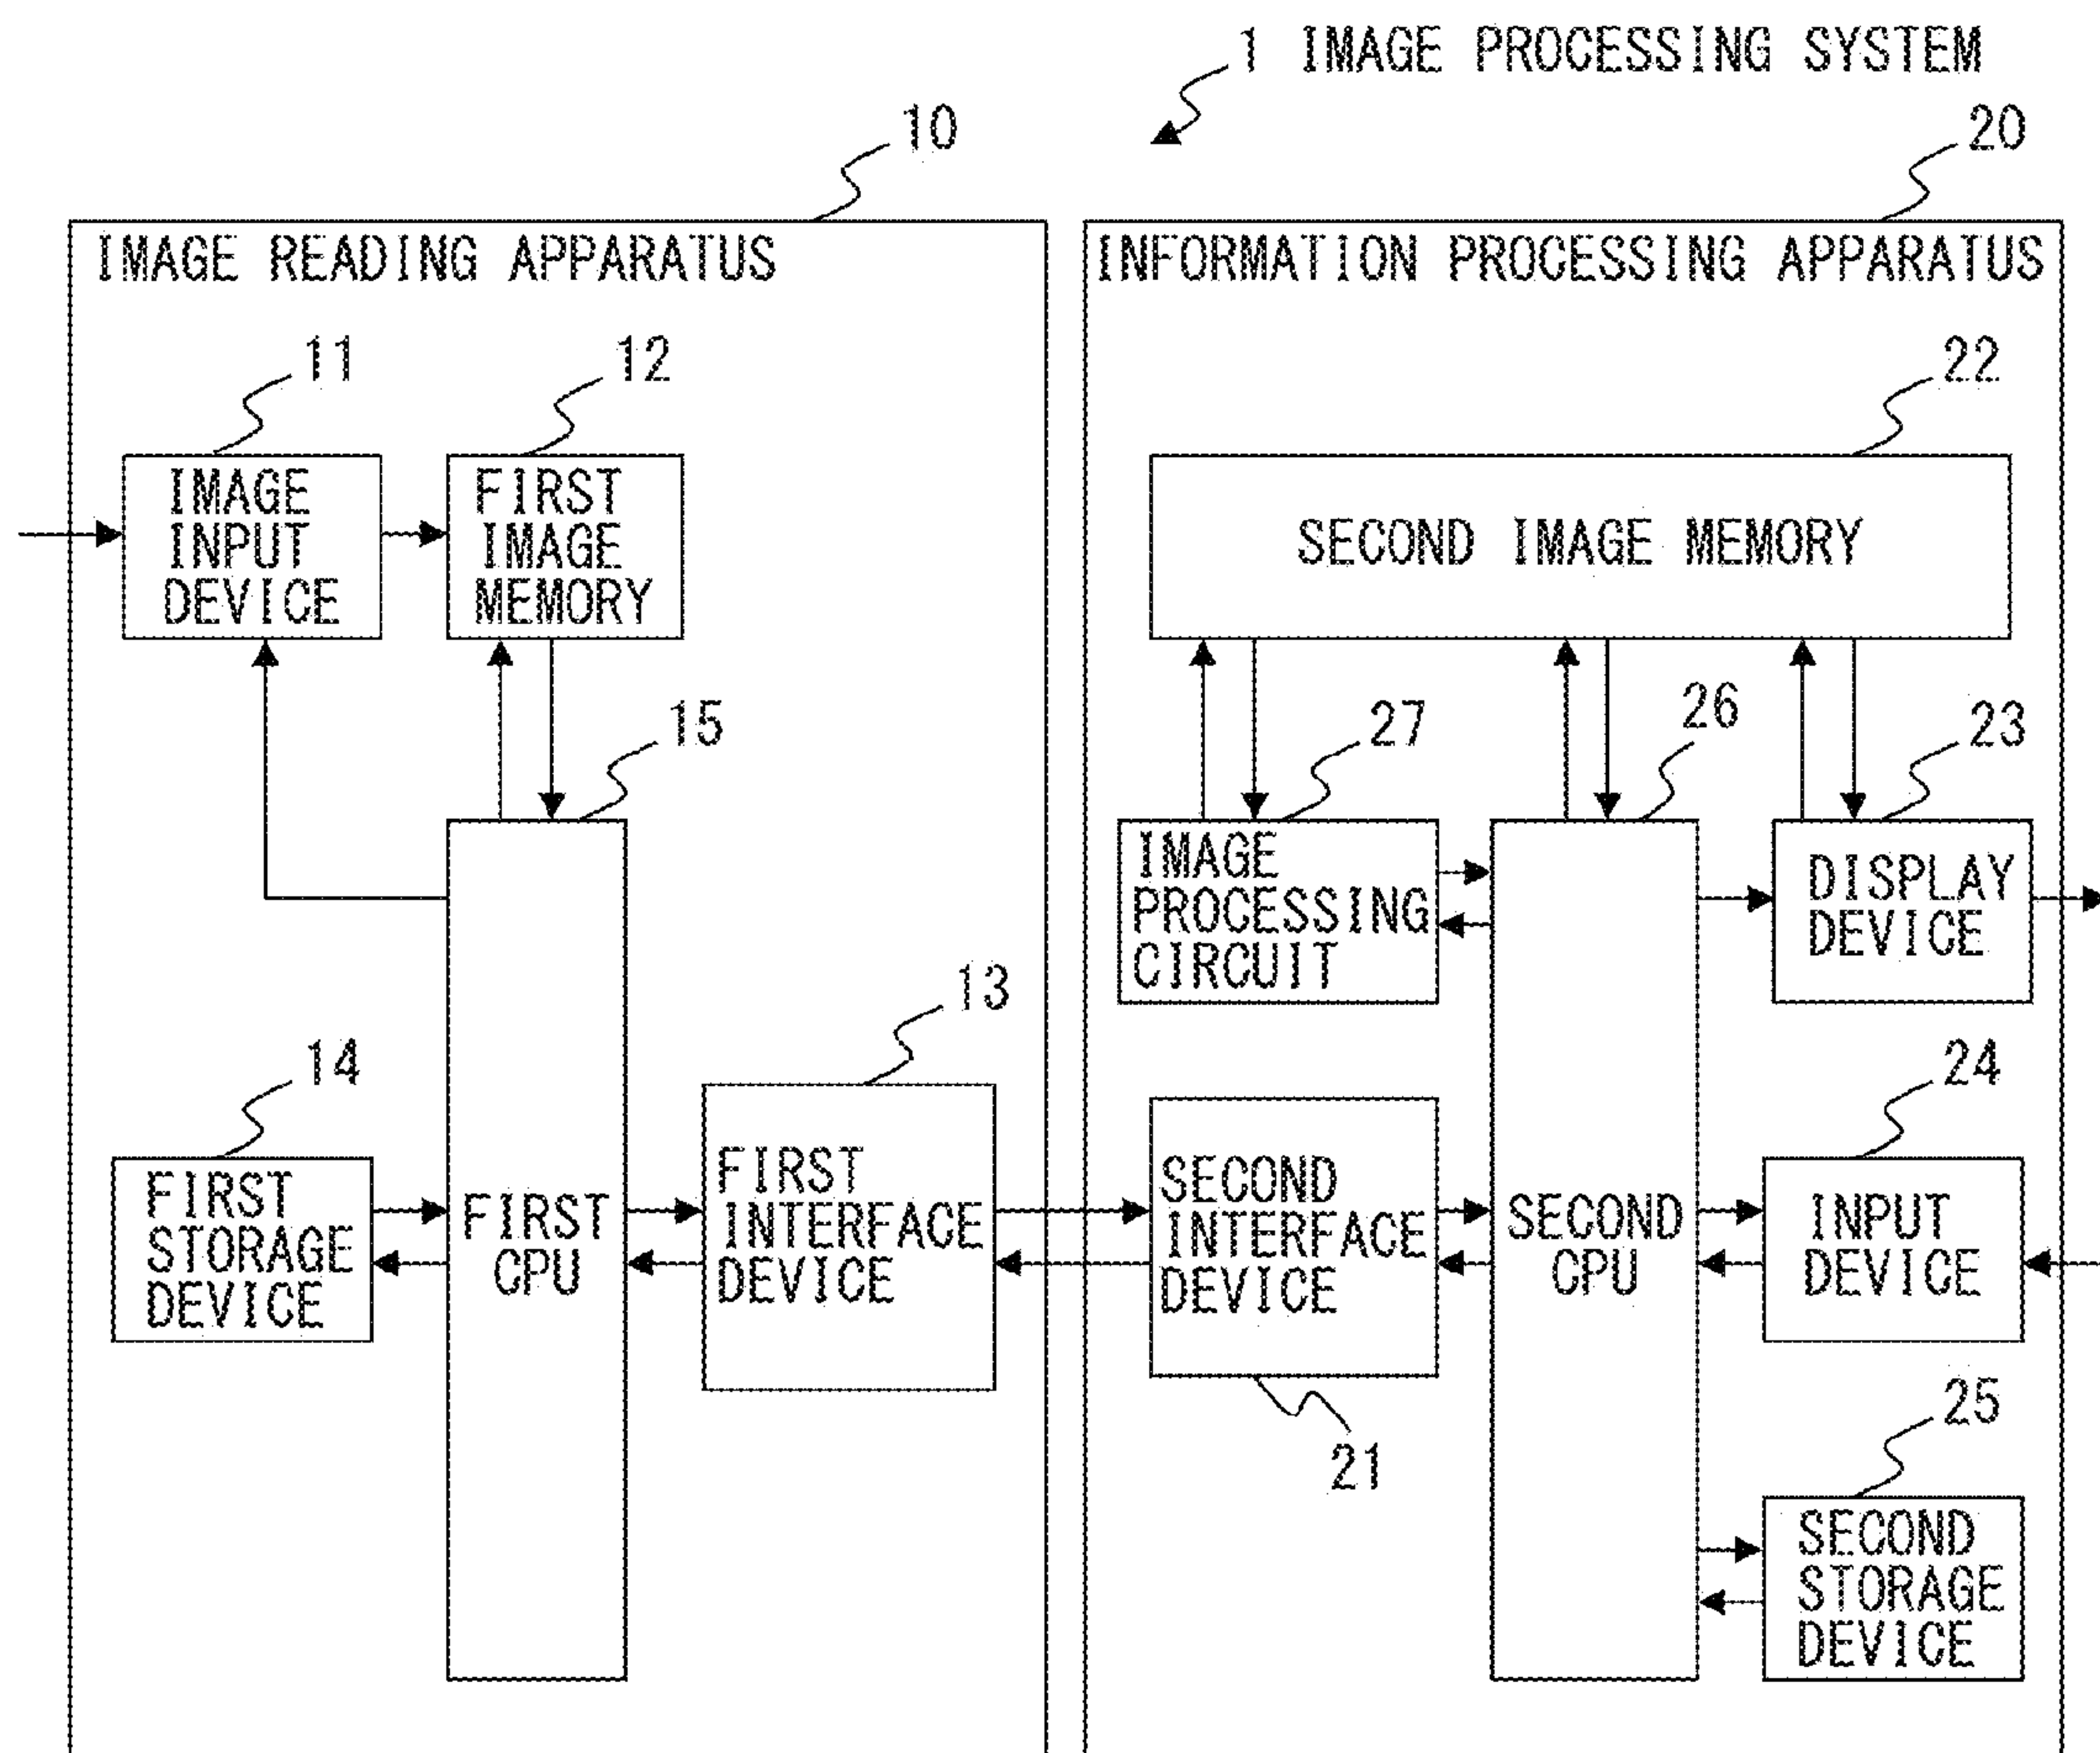 1 IMAGE PROCESSING SYSTEM
10
20
IMAGE READING APPARATUS
INFORMATION PROCESSING APPARATUS
11
12
22
IMAGE
INPUT
DEVICE
FIRST
IMAGE
MEMORY
SECOND IMAGE MEMORY
15
27
26
23
IMAGE
PROCESSING
CIRCUIT
DISPLAY
DEVICE
13
14
24
FIRST
STORAGE
DEVICE
FIRST
CPU
FIRST
INTERFACE
DEVICE
SECOND
INTERFACE
DEVICE
SECOND
CPU
INPUT
DEVICE
21
25
SECOND
STORAGE
DEVICE